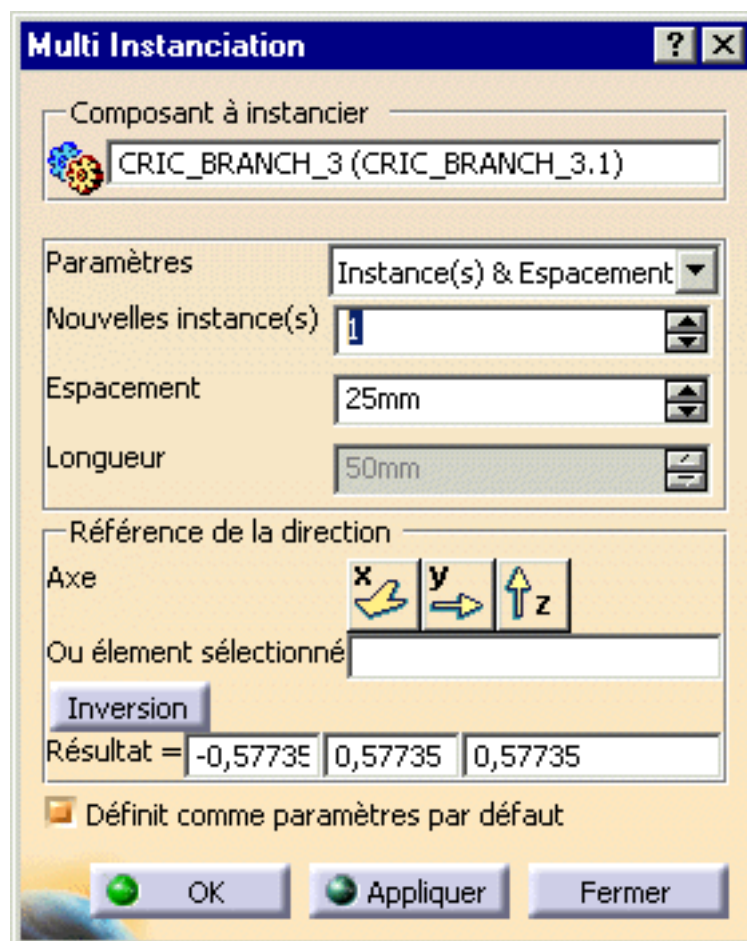 Multi Instanciation
Composant à instancier
CRIC_BRANCH_3 (CRIC_BRANCH_3.1)
Paramètres Instance(s) & Espacement
Nouvelles instance(s) 1
Espacement 25mm
Longueur 50mm
Référence de la direction
Axe x y z
Ou élement sélectionné
Inversion
Résultat = -0,57735 0,57735 0,57735
Définit comme paramètres par défaut
OK Appliquer Fermer